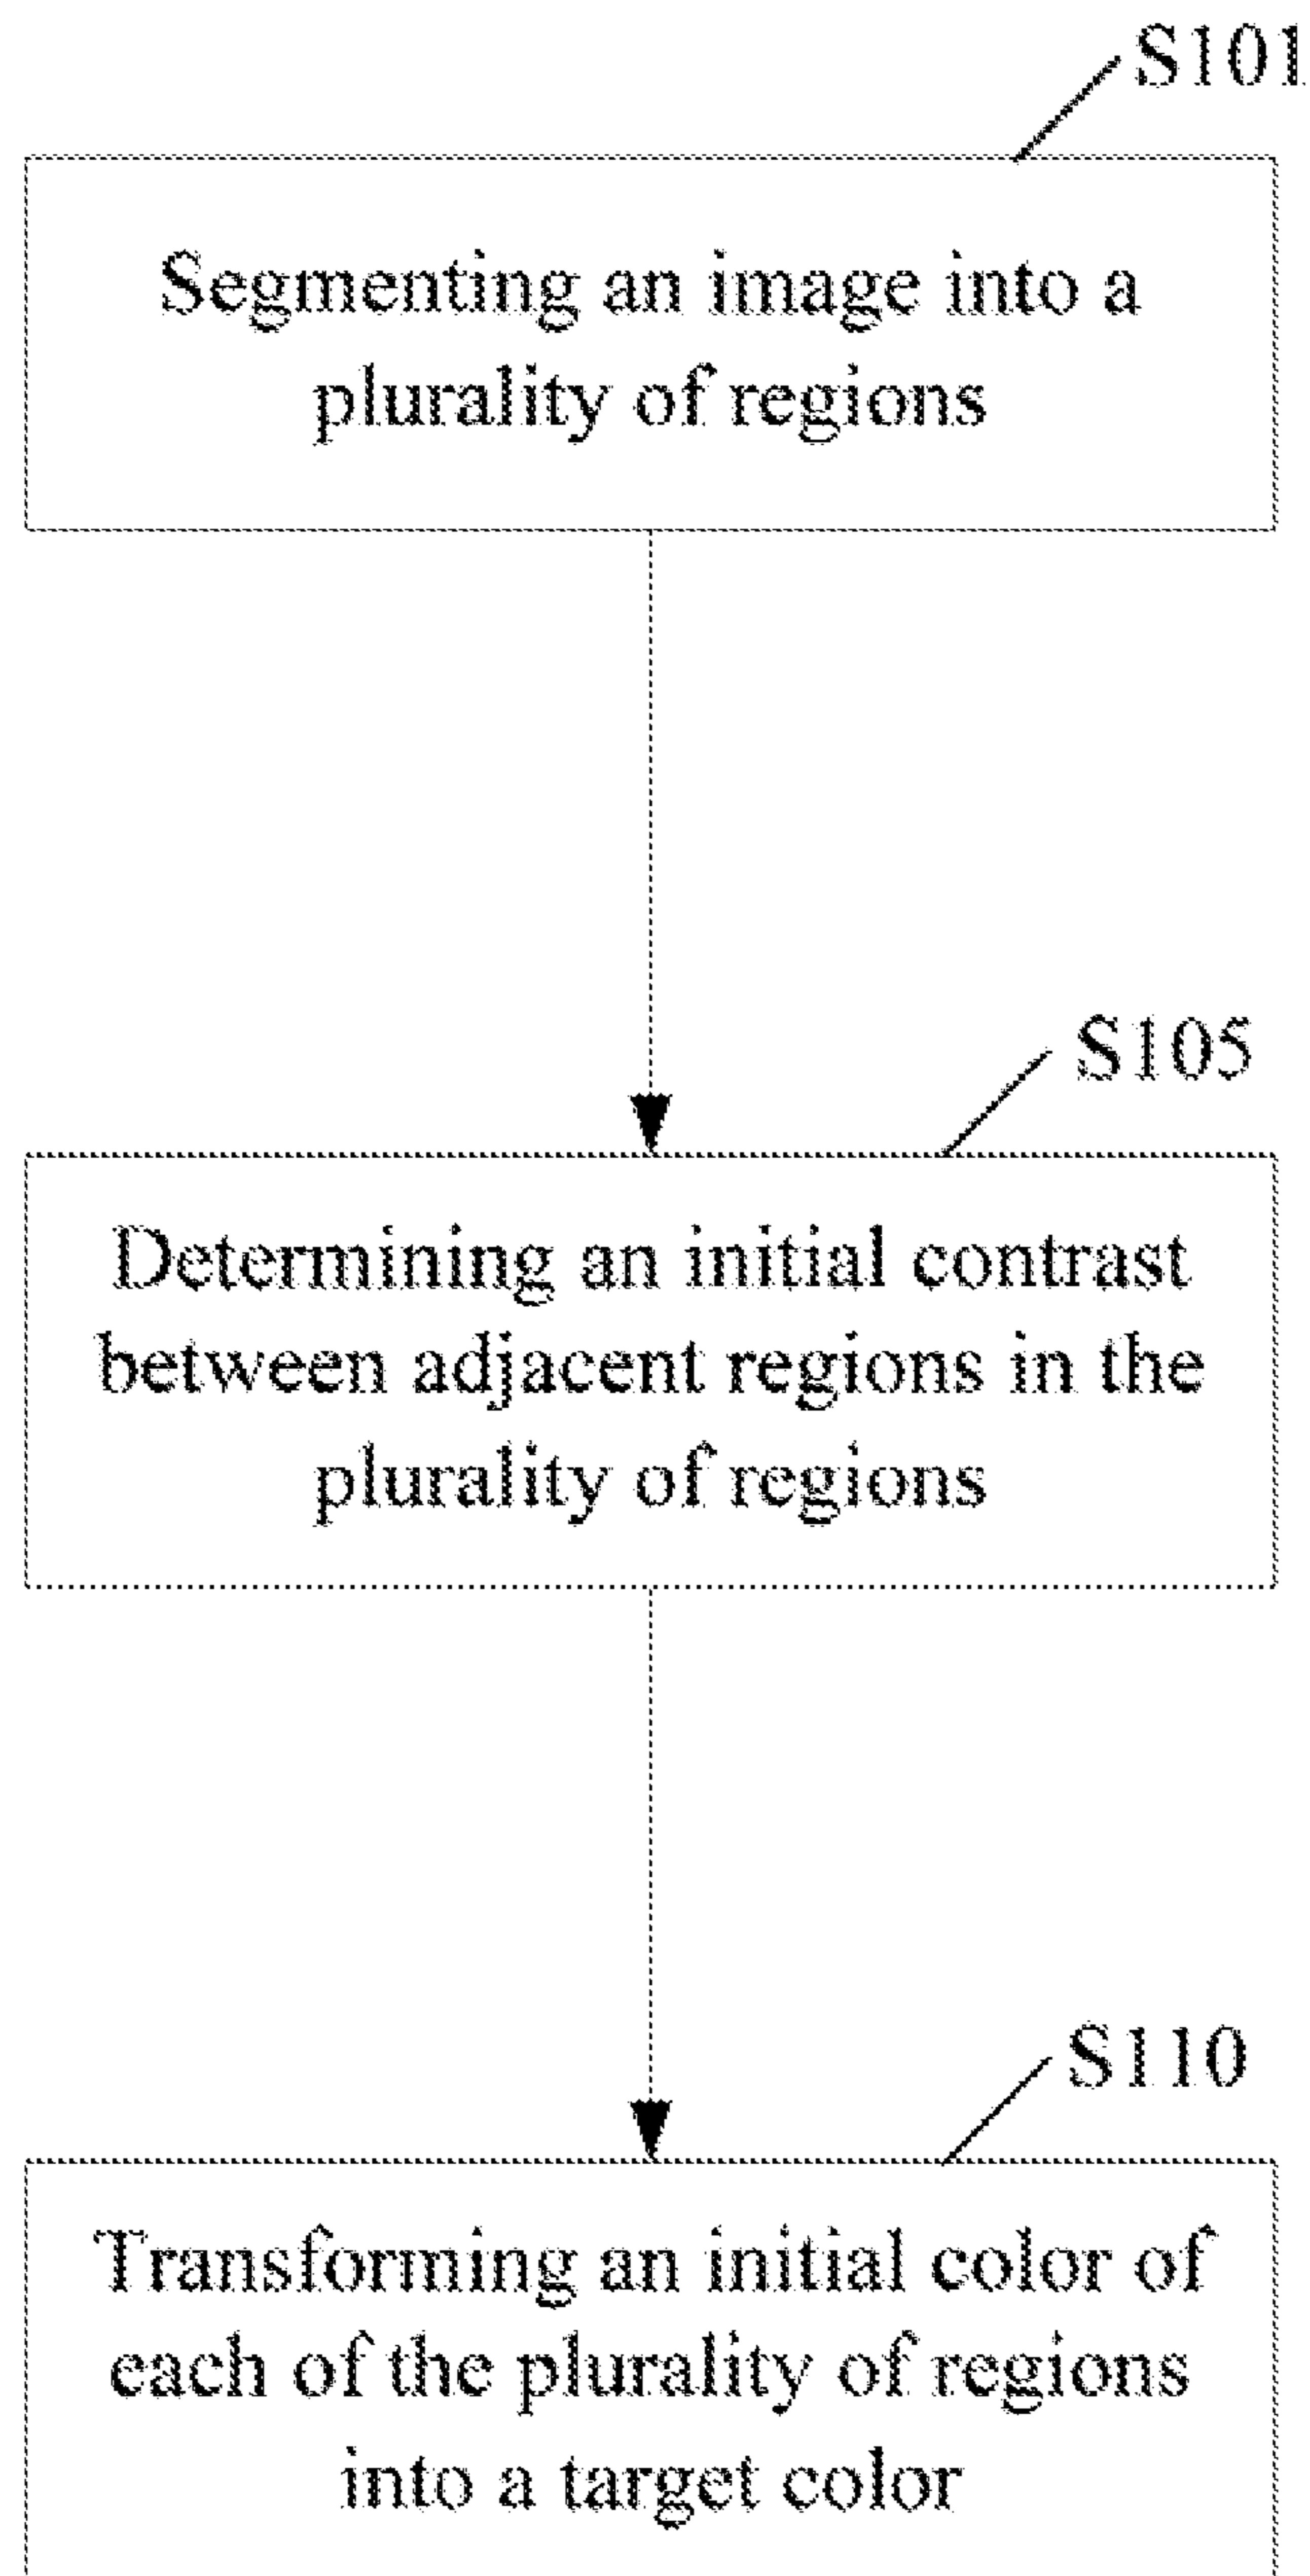 S101
Segmenting an image into a
plurality of regions
S105
Determining an initial contrast
between adjacent regions in the
plurality of regions
S110
Transforming an initial color of
each of the plurality of regions
into a target color